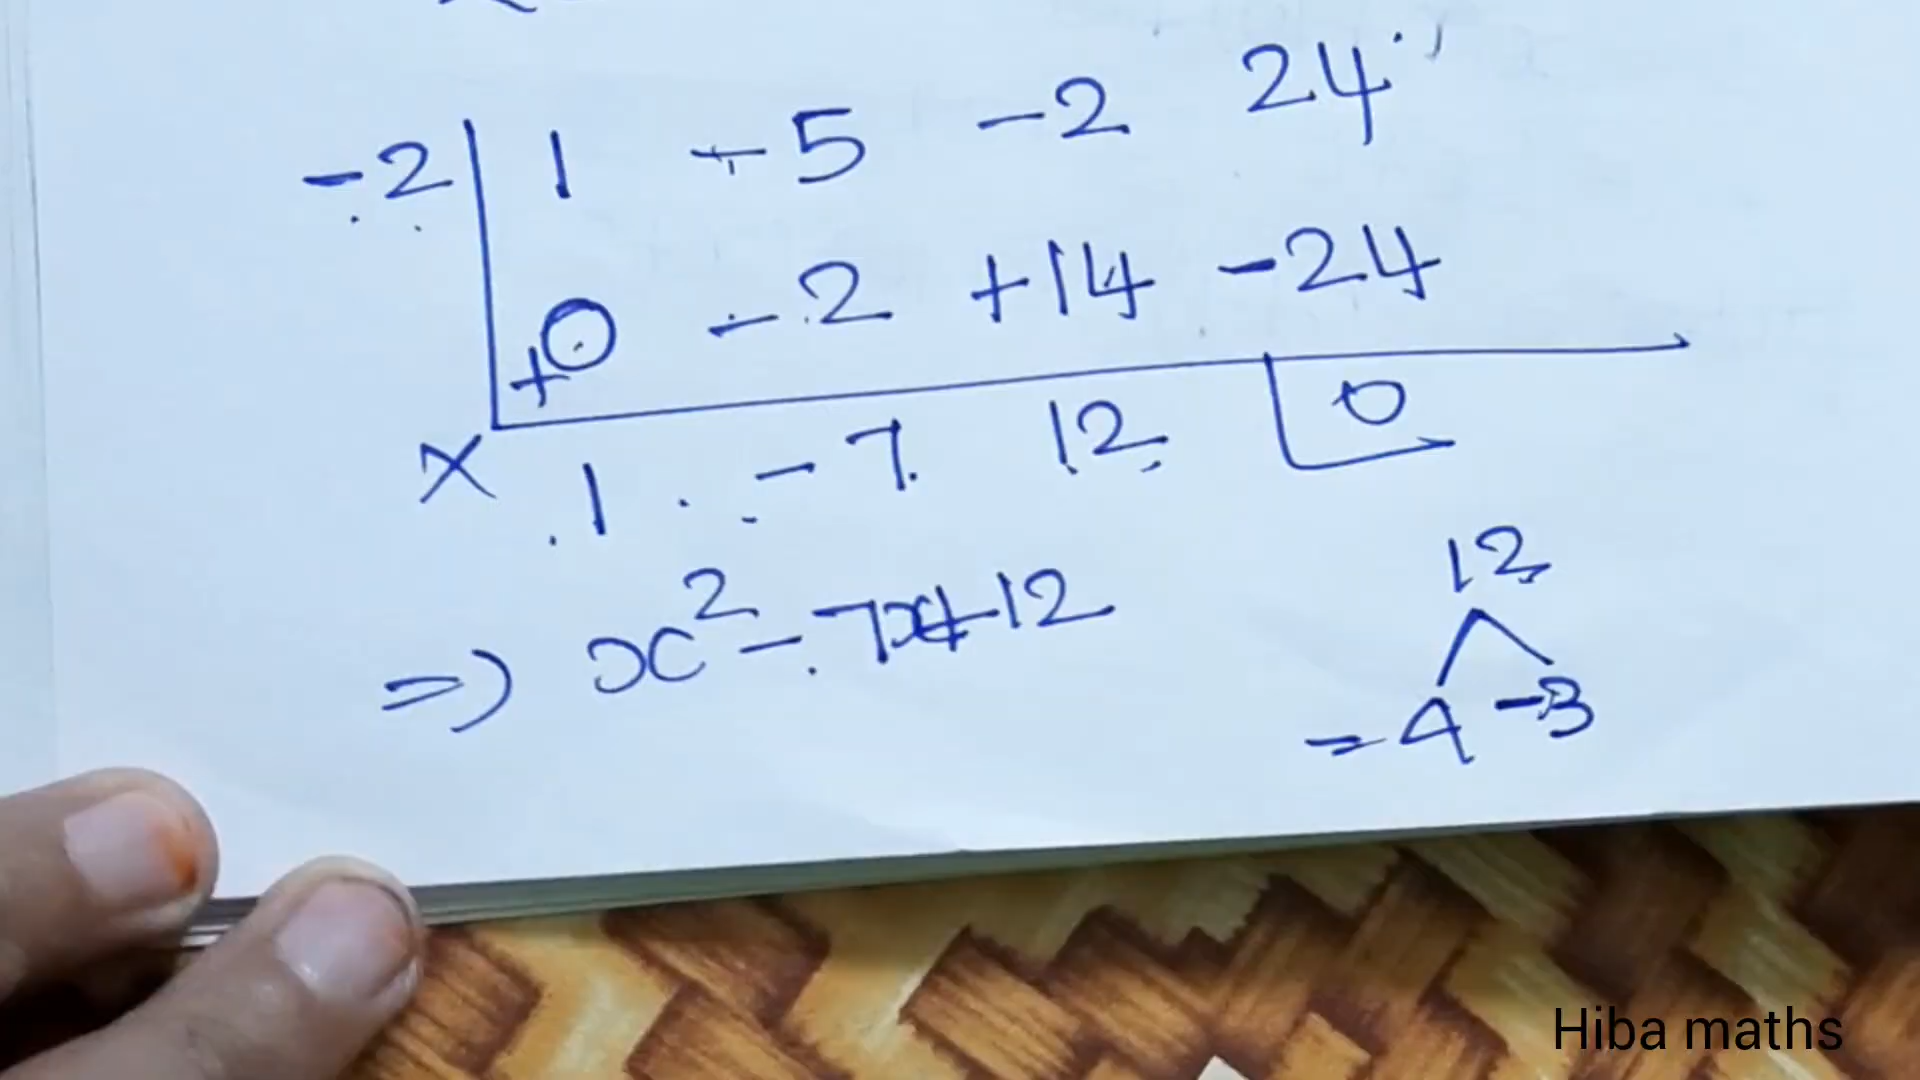 -2 | 1 -5 -2 24
+ 0 -2 +14 -24
x 1 -7 12 0
=> x² - 7x + 12
12
-4 -3
Hiba maths